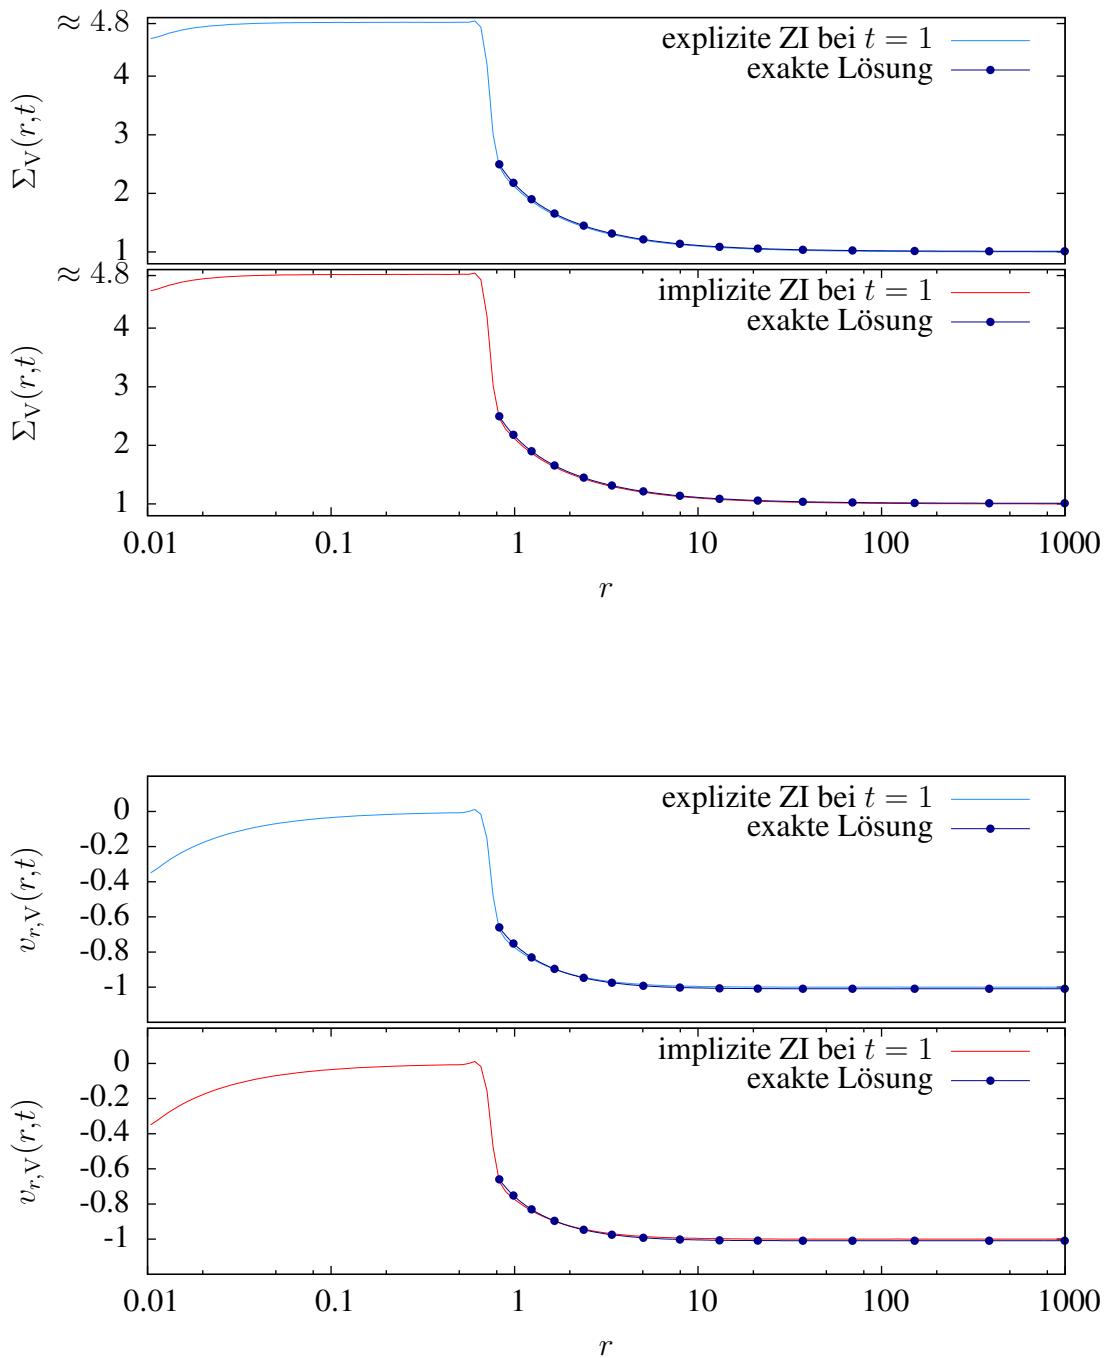 ≈ 4.8
explizite ZI bei t = 1
exakte Lösung
4
3
2
1
Σ_V(r,t)
≈ 4.8
implizite ZI bei t = 1
exakte Lösung
4
3
2
1
Σ_V(r,t)
0.01 0.1 1 10 100 1000
r
explizite ZI bei t = 1
exakte Lösung
0
-0.2
-0.4
-0.6
-0.8
-1
v_{r,V}(r,t)
implizite ZI bei t = 1
exakte Lösung
0
-0.2
-0.4
-0.6
-0.8
-1
v_{r,V}(r,t)
0.01 0.1 1 10 100 1000
r